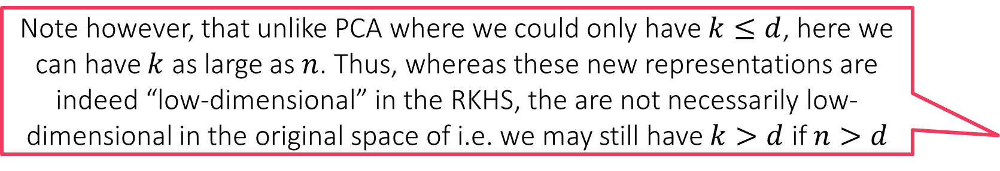 Note however, that unlike PCA where we could only have k ≤ d, here we
can have k as large as n. Thus, whereas these new representations are
indeed “low-dimensional” in the RKHS, the are not necessarily low-
dimensional in the original space of i.e. we may still have k > d if n > d